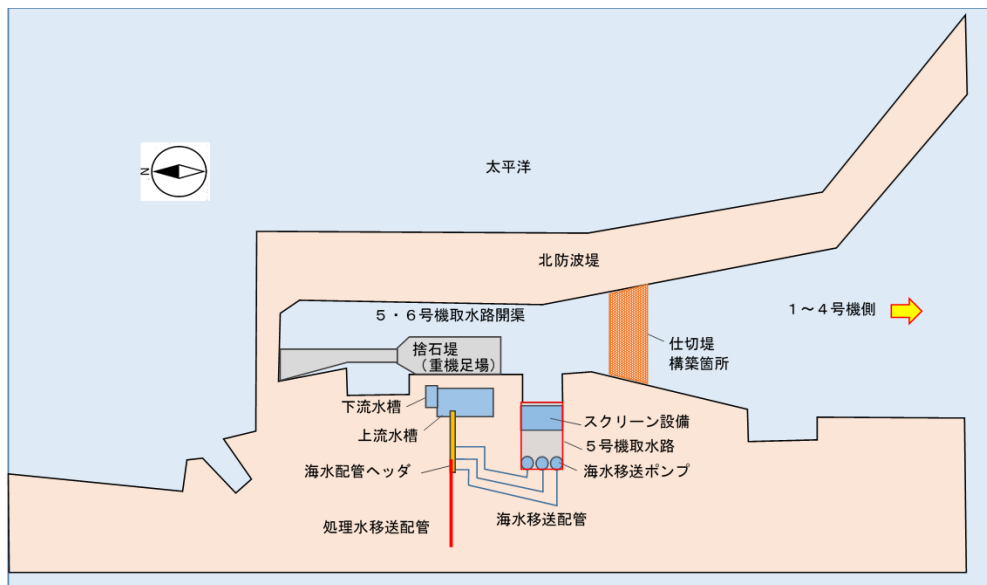 太平洋
N
北防波堤
５・６号機取水路開渠
１～４号機側
捨石堤
（重機足場）
仕切堤
構築箇所
下流水槽
上流水槽
スクリーン設備
５号機取水路
海水配管ヘッダ
海水移送ポンプ
処理水移送配管
海水移送配管